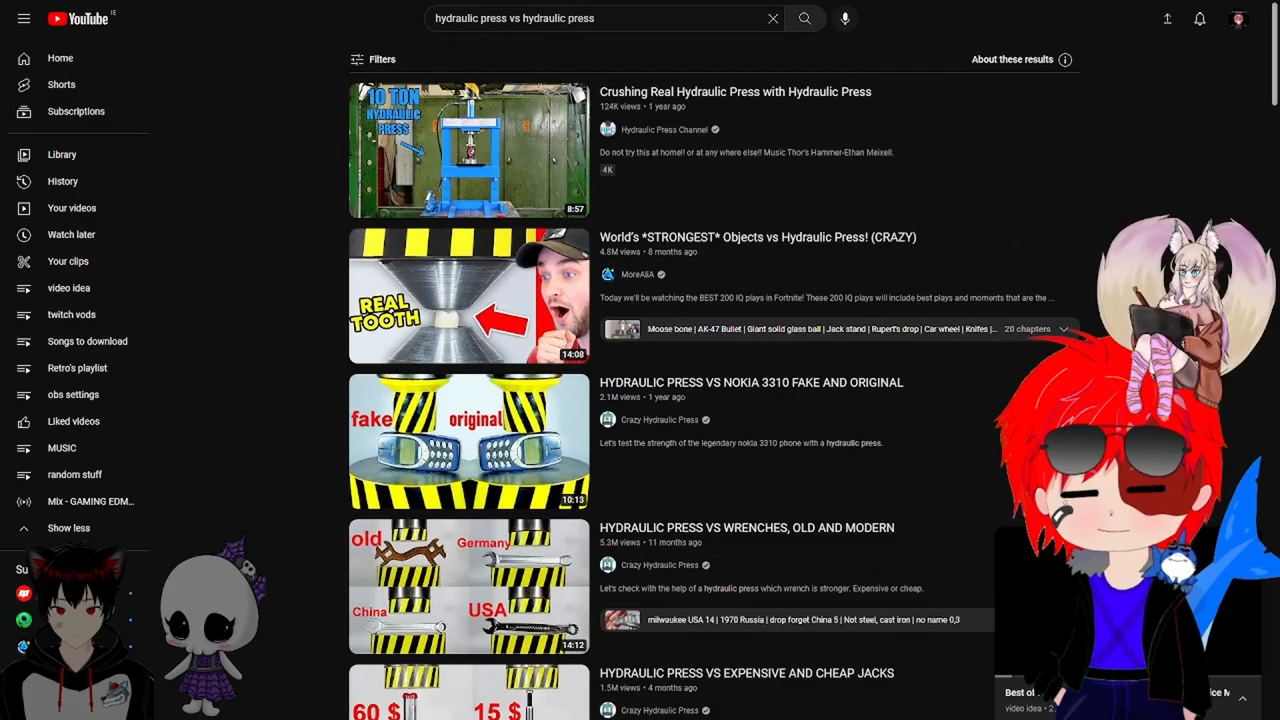 YouTube IE
hydraulic press vs hydraulic press
Home
Shorts
Subscriptions
Library
History
Your videos
Watch later
Your clips
video idea
twitch vods
Songs to download
Retro's playlist
obs settings
Liked videos
MUSIC
random stuff
Mix - GAMING EDM...
Show less
Su
Filters
About these results
10 TON
HYDRAULIC
PRESS
8:57
Crushing Real Hydraulic Press with Hydraulic Press
124K views • 1 year ago
Hydraulic Press Channel
Do not try this at home!! or at any where else!! Music Thor's Hammer-Ethan Meixell.
4K
REAL
TOOTH
14:08
World's *STRONGEST* Objects vs Hydraulic Press! (CRAZY)
4.8M views • 8 months ago
MoreAliA
Today we'll be watching the BEST 200 IQ plays in Fortnite! These 200 IQ plays will include best plays and moments that are the ...
Moose bone | AK-47 Bullet | Giant solid glass ball | Jack stand | Rupert's drop | Car wheel | Knifes |... 20 chapters
fake original
10:13
HYDRAULIC PRESS VS NOKIA 3310 FAKE AND ORIGINAL
2.1M views • 1 year ago
Crazy Hydraulic Press
Let's test the strength of the legendary nokia 3310 phone with a hydraulic press.
old Germany
China USA
14:12
HYDRAULIC PRESS VS WRENCHES, OLD AND MODERN
5.3M views • 11 months ago
Crazy Hydraulic Press
Let's check with the help of a hydraulic press which wrench is stronger. Expensive or cheap.
milwaukee USA 14 | 1970 Russia | drop forget China 5 | Not steel, cast iron | no name 0,3
60 $ 15 $
HYDRAULIC PRESS VS EXPENSIVE AND CHEAP JACKS
1.5M views • 4 months ago
Crazy Hydraulic Press
Best of
video idea • 2